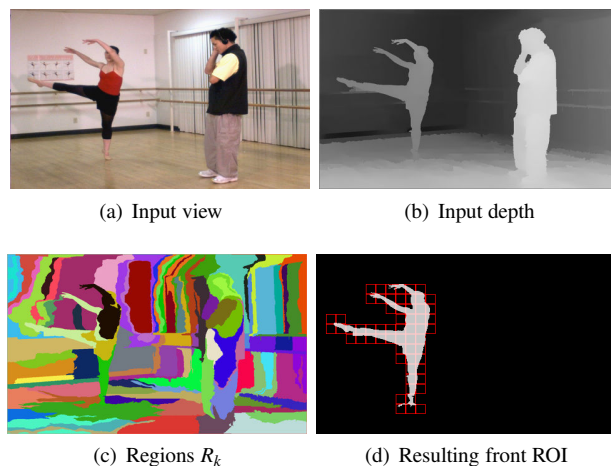 (a) Input view
(b) Input depth
(c) Regions R_k
(d) Resulting front ROI